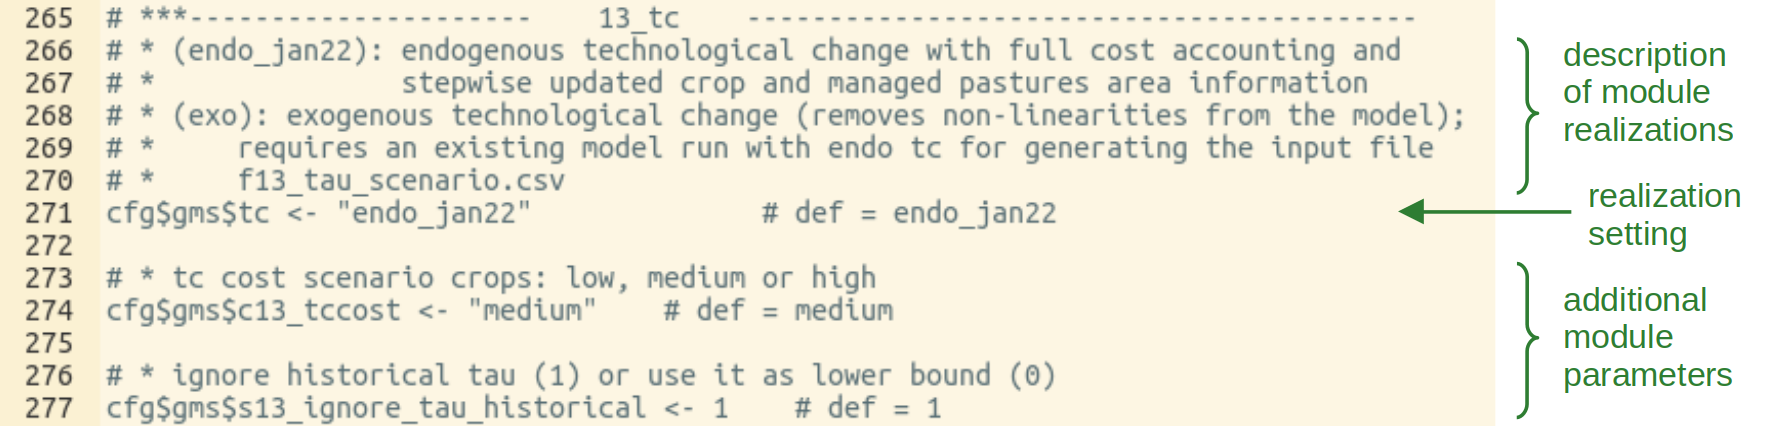 265 # ***--------------------- 13_tc -----------------------------------------
266 # * (endo_jan22): endogenous technological change with full cost accounting and
267 # * stepwise updated crop and managed pastures area information
268 # * (exo): exogenous technological change (removes non-linearities from the model);
269 # * requires an existing model run with endo tc for generating the input file
270 # * f13_tau_scenario.csv
271 cfg$gms$tc <- "endo_jan22" # def = endo_jan22
272
273 # * tc cost scenario crops: low, medium or high
274 cfg$gms$c13_tccost <- "medium" # def = medium
275
276 # * ignore historical tau (1) or use it as lower bound (0)
277 cfg$gms$s13_ignore_tau_historical <- 1 # def = 1
description
of module
realizations
realization
setting
additional
module
parameters